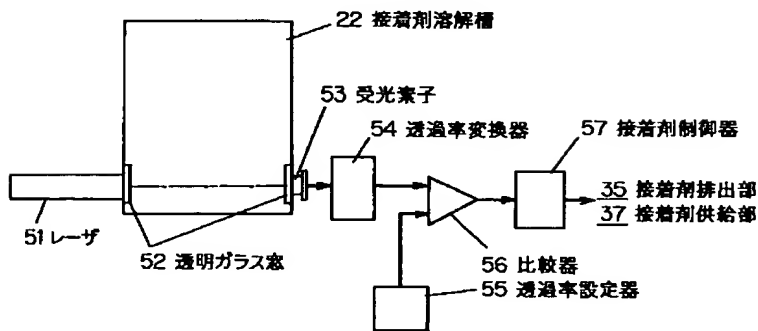 22 接着剤溶解槽
53 受光素子
54 透過率変換器
57 接着剤制御器
35 接着剤排出部
37 接着剤供給部
51 レーザ
52 透明ガラス窓
56 比較器
55 透過率設定器